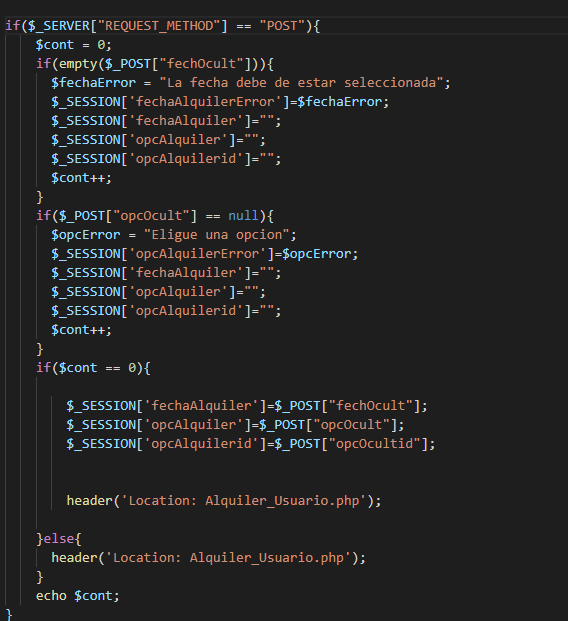 if($_SERVER["REQUEST_METHOD"] == "POST"){
$cont = 0;
if(empty($_POST["fechOcult"])){
$fechaError = "La fecha debe de estar seleccionada";
$_SESSION['fechaAlquilerError']=$fechaError;
$_SESSION['fechaAlquiler']="";
$_SESSION['opcAlquiler']="";
$_SESSION['opcAlquilerid']="";
$cont++;
}
if($_POST["opcOcult"] == null){
$opcError = "Eligue una opcion";
$_SESSION['opcAlquilerError']=$opcError;
$_SESSION['fechaAlquiler']="";
$_SESSION['opcAlquiler']="";
$_SESSION['opcAlquilerid']="";
$cont++;
}
if($cont == 0){
$_SESSION['fechaAlquiler']=$_POST["fechOcult"];
$_SESSION['opcAlquiler']=$_POST["opcOcult"];
$_SESSION['opcAlquilerid']=$_POST["opcOcultid"];
header('Location: Alquiler_Usuario.php');
}else{
header('Location: Alquiler_Usuario.php');
}
echo $cont;
}